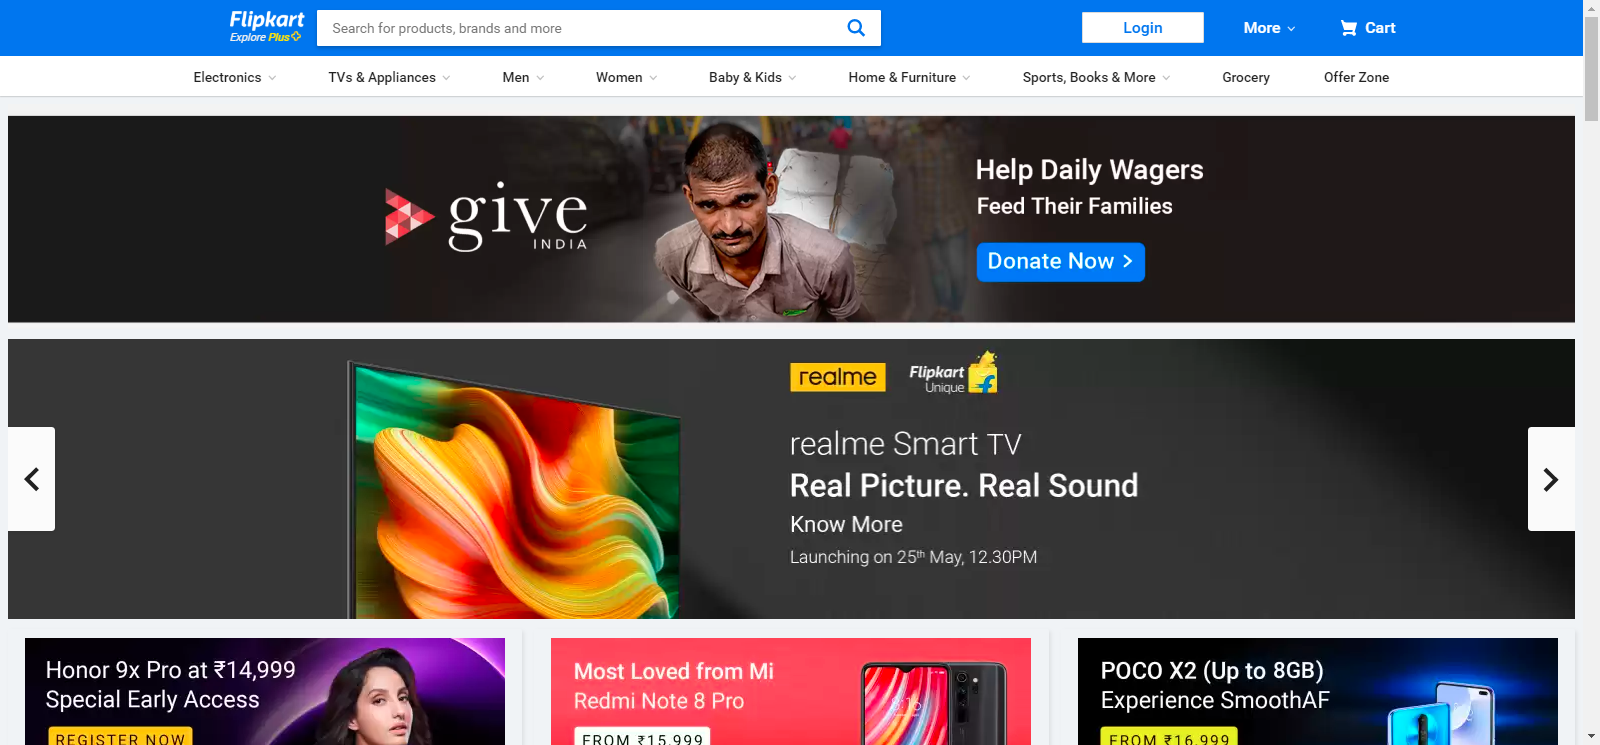 Flipkart
Explore Plus
Search for products, brands and more
Login
More
Cart
Electronics
TVs & Appliances
Men
Women
Baby & Kids
Home & Furniture
Sports, Books & More
Grocery
Offer Zone
give
INDIA
Help Daily Wagers
Feed Their Families
Donate Now >
realme
Flipkart
Unique
realme Smart TV
Real Picture. Real Sound
Know More
Launching on 25th May, 12.30PM
Honor 9x Pro at ₹14,999
Special Early Access
REGISTER NOW
Most Loved from Mi
Redmi Note 8 Pro
FROM ₹15,999
8:16
POCO X2 (Up to 8GB)
Experience SmoothAF
FROM ₹16,999